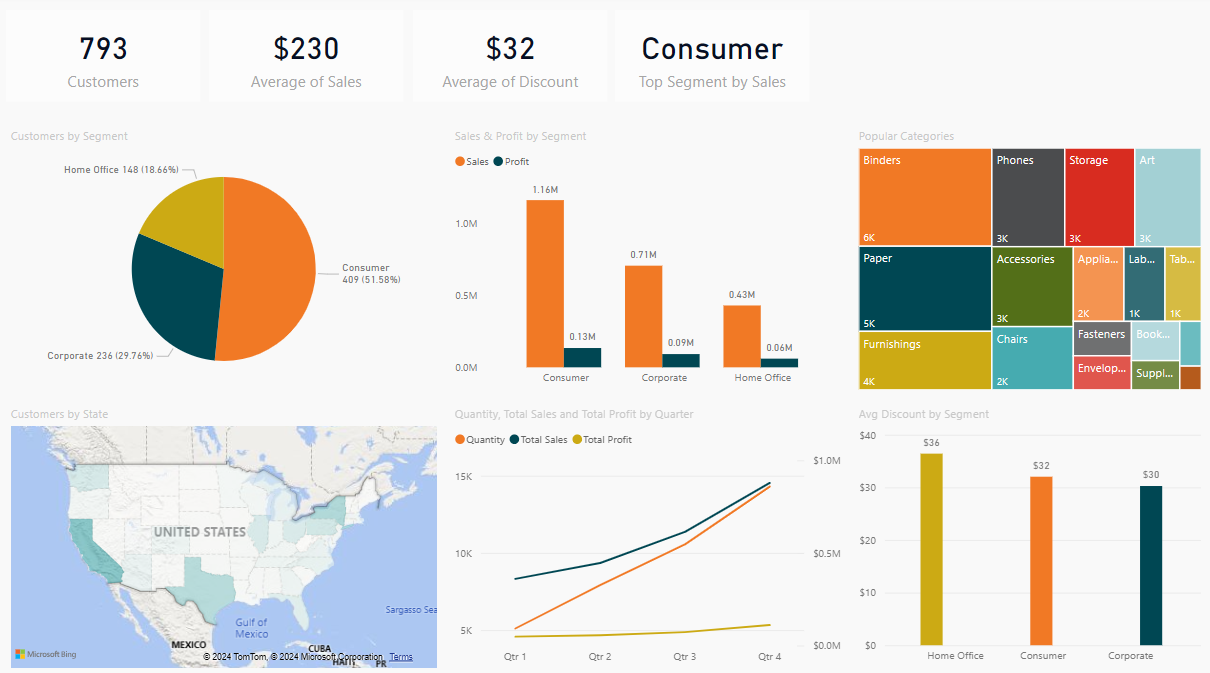 793
Customers
$230
Average of Sales
$32
Average of Discount
Consumer
Top Segment by Sales
Customers by Segment
Home Office 148 (18.66%)
Consumer
409 (51.58%)
Corporate 236 (29.76%)
Sales & Profit by Segment
Sales Profit
1.0M
0.5M
0.0M
1.16M
0.13M
0.71M
0.09M
0.43M
0.06M
Consumer Corporate Home Office
Popular Categories
Binders
6K
Phones
3K
Storage
3K
Art
3K
Paper
5K
Accessories
3K
Applia...
2K
Lab...
1K
Tab...
1K
Furnishings
4K
Chairs
2K
Fasteners
Book...
Envelop...
Suppl...
Customers by State
UNITED STATES
Sargasso Sea
Gulf of
Mexico
MEXICO
CUBA
HAITI
PR
Microsoft Bing
© 2024 TomTom, © 2024 Microsoft Corporation Terms
Quantity, Total Sales and Total Profit by Quarter
Quantity Total Sales Total Profit
15K
10K
5K
$1.0M
$0.5M
$0.0M
Qtr 1 Qtr 2 Qtr 3 Qtr 4
Avg Discount by Segment
$40
$30
$20
$10
$0
$36
$32
$30
Home Office Consumer Corporate